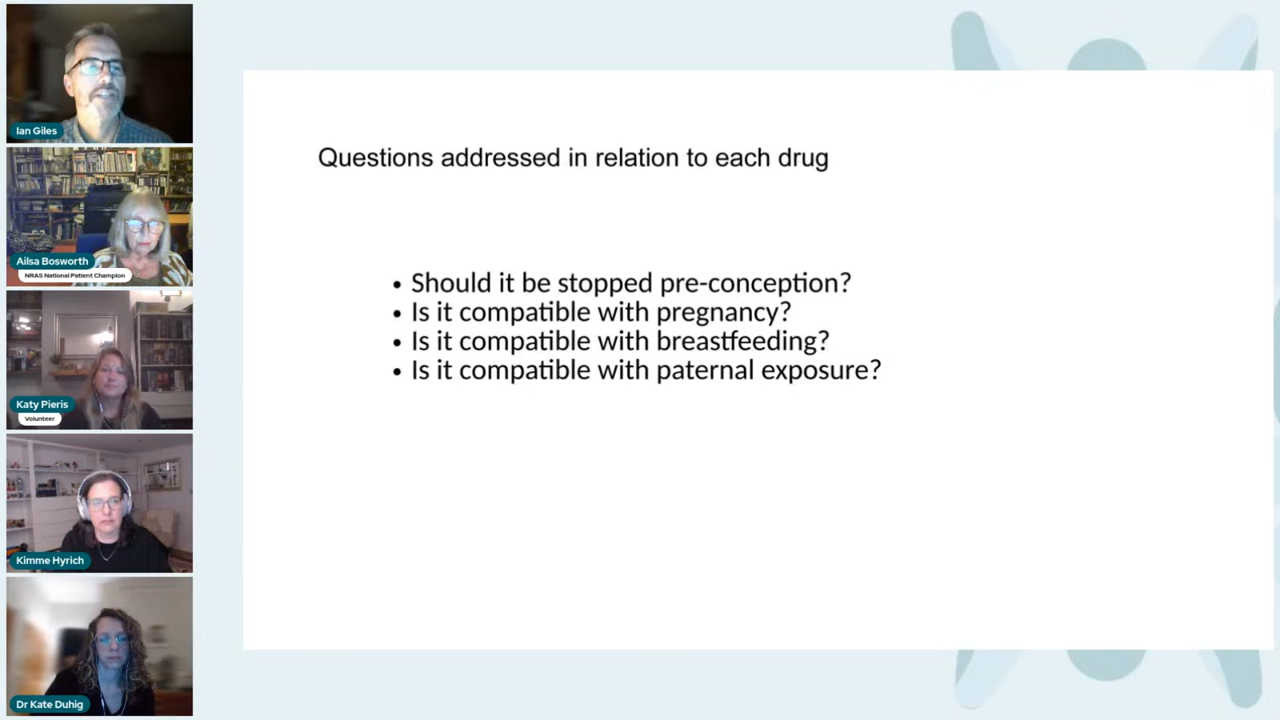 Ian Giles
Ailsa Bosworth
NRAS National Patient Champion
Katy Pieris
Volunteer
Kimme Hyrich
Dr Kate Duhig
Questions addressed in relation to each drug
• Should it be stopped pre-conception?
• Is it compatible with pregnancy?
• Is it compatible with breastfeeding?
• Is it compatible with paternal exposure?